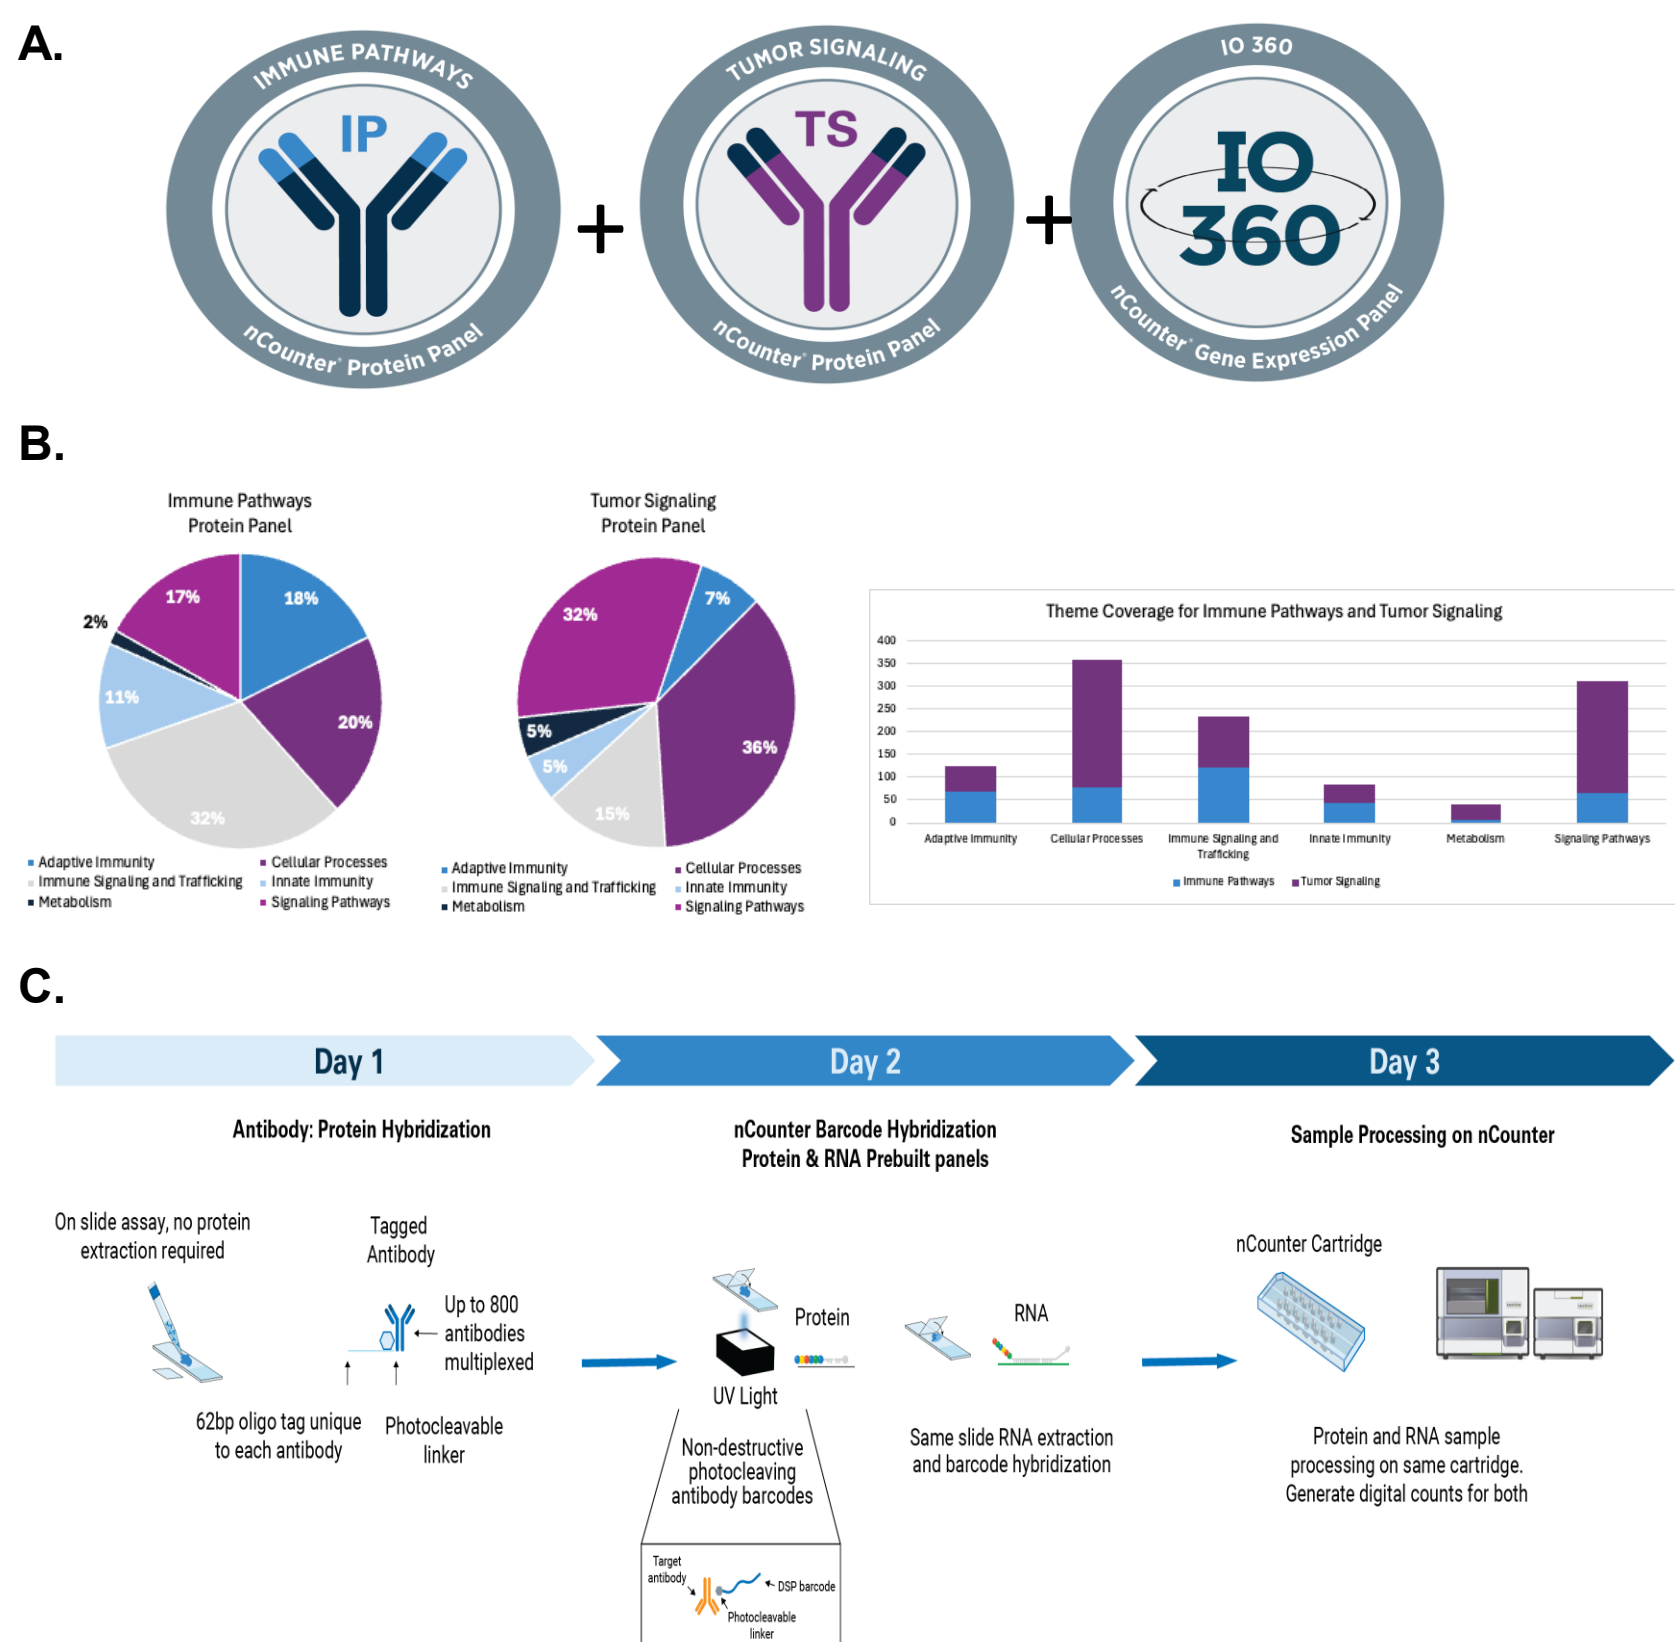 A.
IMMUNE PATHWAYS
IP
nCounter® Protein Panel
+
TUMOR SIGNALING
TS
nCounter® Protein Panel
+
IO 360
IO
360
nCounter® Gene Expression Panel
B.
Immune Pathways
Protein Panel
18%
20%
32%
11%
2%
17%
Adaptive Immunity
Cellular Processes
Immune Signaling and Trafficking
Innate Immunity
Metabolism
Signaling Pathways
Tumor Signaling
Protein Panel
7%
36%
15%
5%
5%
32%
Adaptive Immunity
Cellular Processes
Immune Signaling and Trafficking
Innate Immunity
Metabolism
Signaling Pathways
Theme Coverage for Immune Pathways and Tumor Signaling
400
350
300
250
200
150
100
50
0
Adaptive Immunity
Cellular Processes
Immune Signaling and
Trafficking
Innate Immunity
Metabolism
Signaling Pathways
Immune Pathways
Tumor Signaling
C.
Day 1
Day 2
Day 3
Antibody: Protein Hybridization
On slide assay, no protein
extraction required
Tagged
Antibody
Up to 800
antibodies
multiplexed
62bp oligo tag unique
to each antibody
Photocleavable
linker
nCounter Barcode Hybridization
Protein & RNA Prebuilt panels
Protein
UV Light
Non-destructive
photocleaving
antibody barcodes
Target
antibody
DSP barcode
Photocleavable
linker
RNA
Same slide RNA extraction
and barcode hybridization
Sample Processing on nCounter
nCounter Cartridge
Protein and RNA sample
processing on same cartridge.
Generate digital counts for both